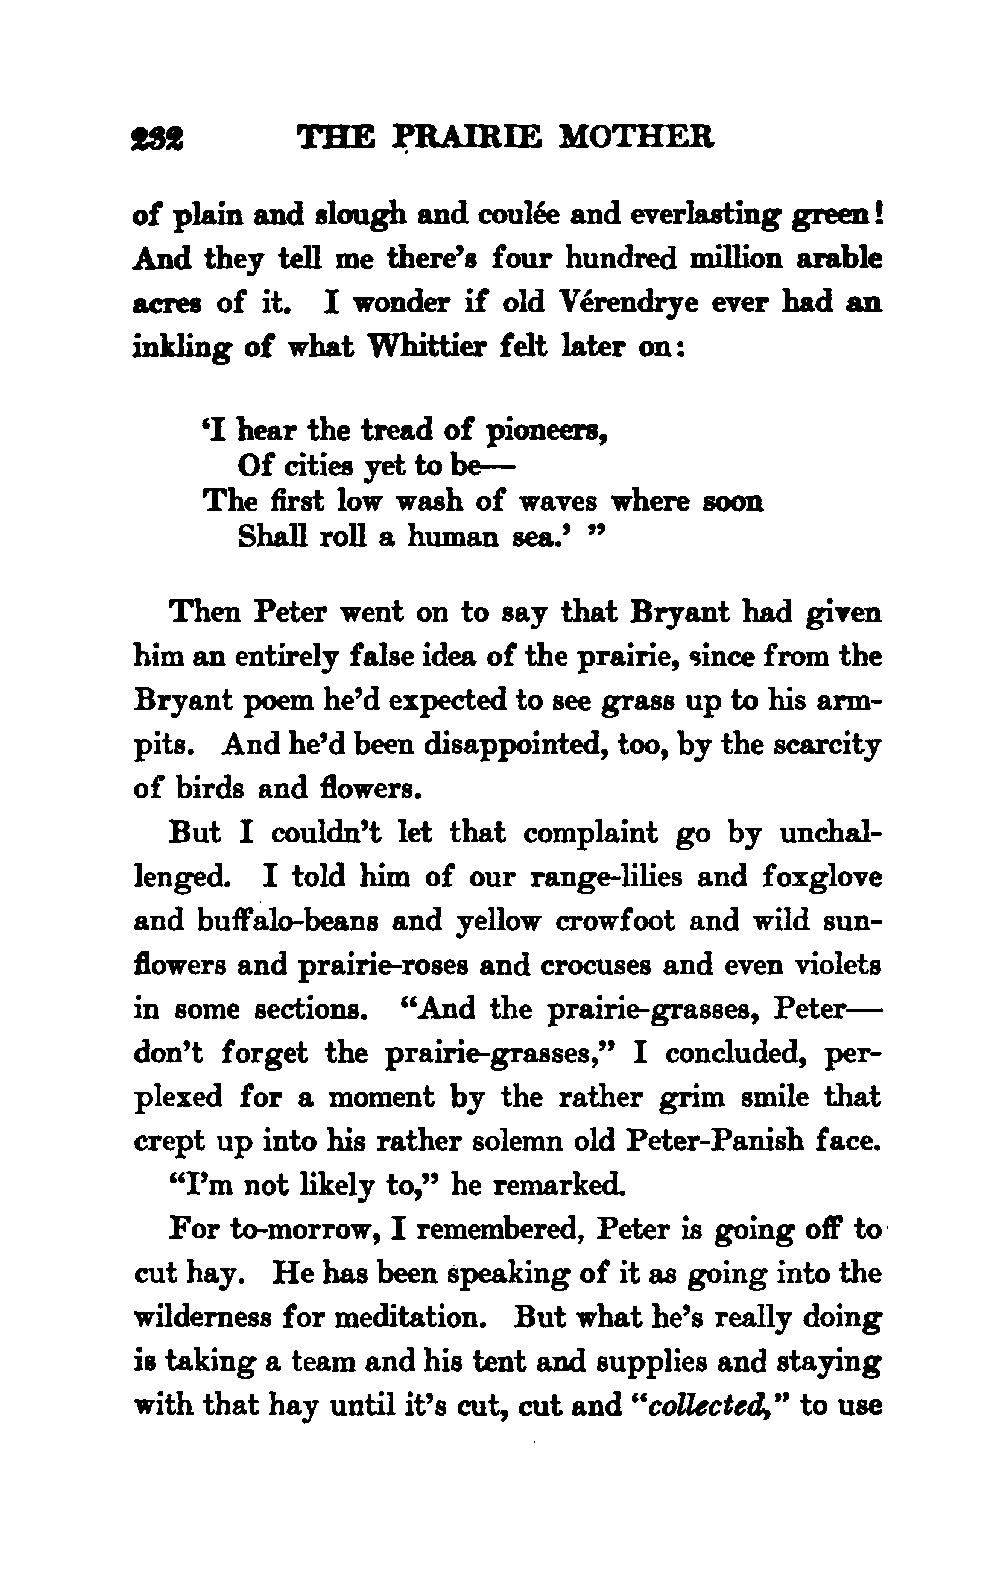 232 THE PRAIRIE MOTHER
of plain and slough and coulée and everlasting green!
And they tell me there's four hundred million arable
acres of it. I wonder if old Vérendrye ever had an
inkling of what Whittier felt later on:
‘I hear the tread of pioneers,
Of cities yet to be—
The first low wash of waves where soon
Shall roll a human sea.’ ”
Then Peter went on to say that Bryant had given
him an entirely false idea of the prairie, since from the
Bryant poem he’d expected to see grass up to his arm-
pits. And he’d been disappointed, too, by the scarcity
of birds and flowers.
But I couldn’t let that complaint go by unchal-
lenged. I told him of our range-lilies and foxglove
and buffalo-beans and yellow crowfoot and wild sun-
flowers and prairie-roses and crocuses and even violets
in some sections. “And the prairie-grasses, Peter—
don’t forget the prairie-grasses,” I concluded, per-
plexed for a moment by the rather grim smile that
crept up into his rather solemn old Peter-Panish face.
“I’m not likely to,” he remarked.
For to-morrow, I remembered, Peter is going off to
cut hay. He has been speaking of it as going into the
wilderness for meditation. But what he’s really doing
is taking a team and his tent and supplies and staying
with that hay until it’s cut, cut and “collected,” to use